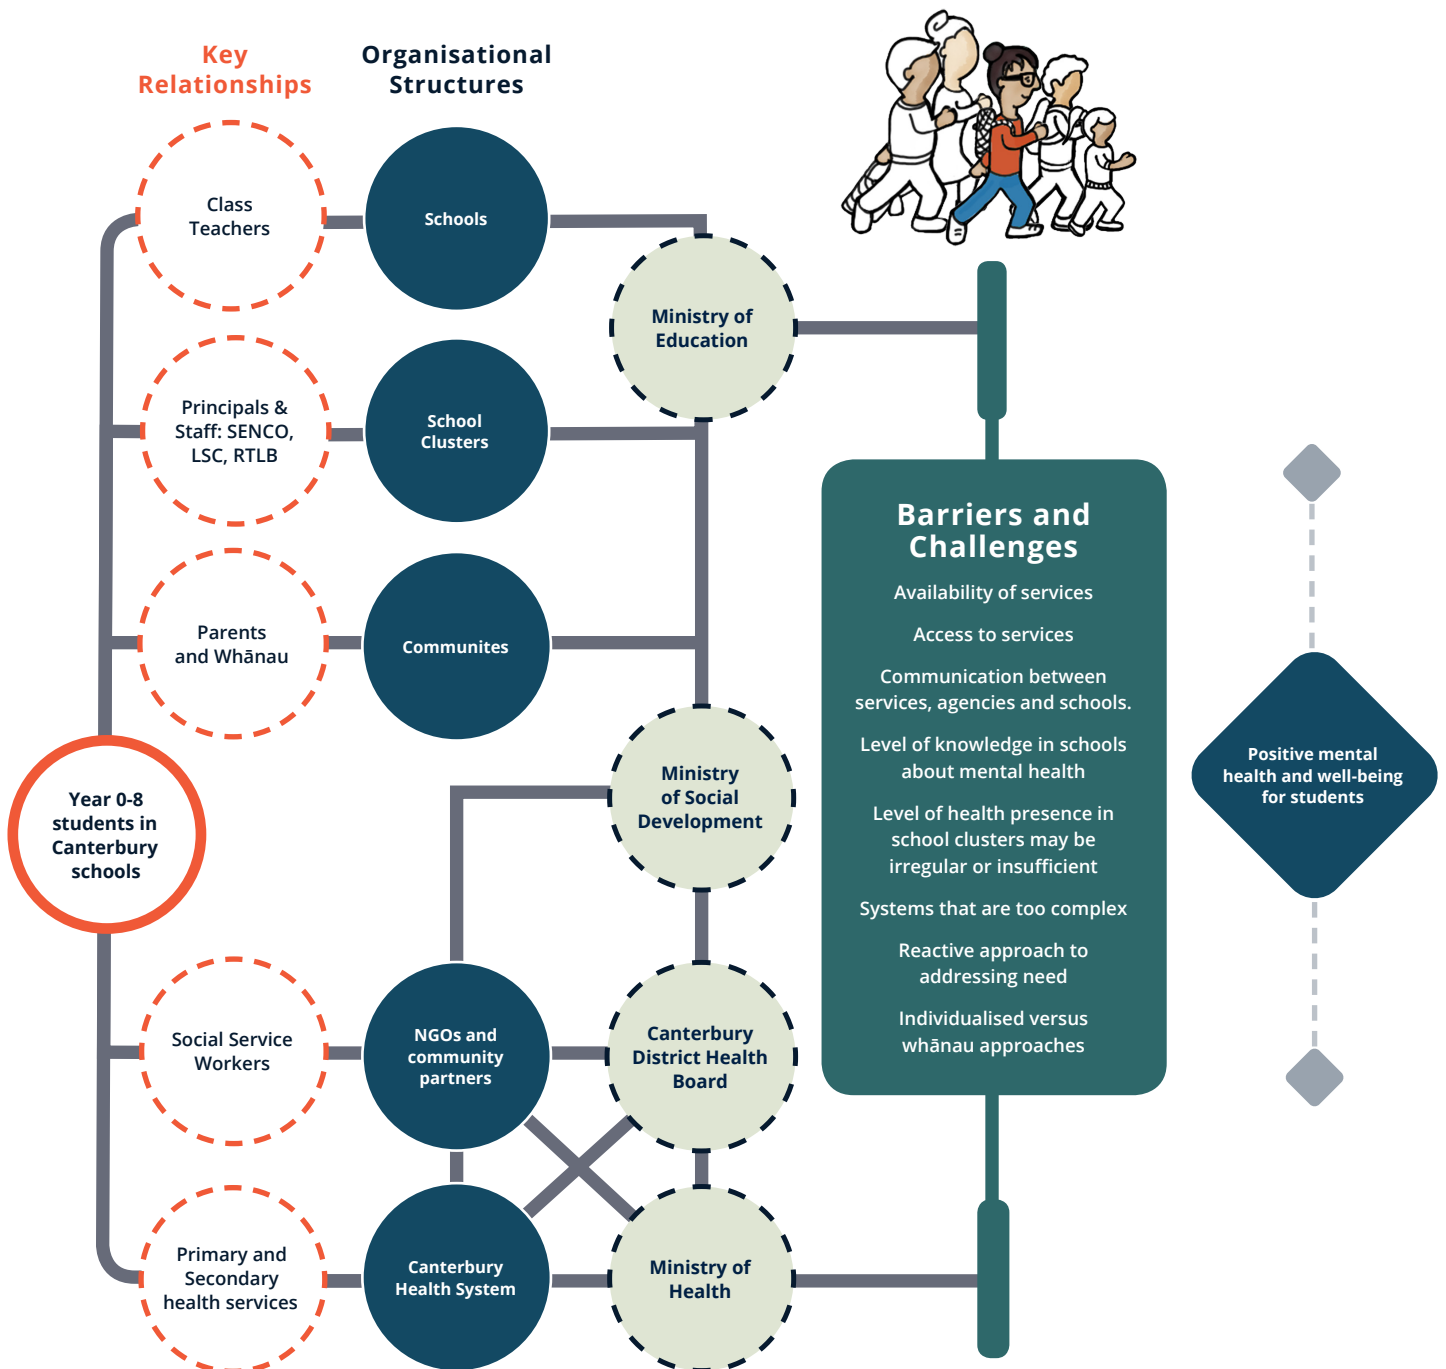 Key
Relationships
Organisational
Structures
Class
Teachers
Schools
Ministry of
Education
Principals &
Staff: SENCO,
LSC, RTLB
School
Clusters
Parents
and Whānau
Communites
Ministry
of Social
Development
Year 0-8
students in
Canterbury
schools
Social Service
Workers
NGOs and
community
partners
Canterbury
District Health
Board
Primary and
Secondary
health services
Canterbury
Health System
Ministry of
Health
Barriers and
Challenges
Availability of services
Access to services
Communication between
services, agencies and schools.
Level of knowledge in schools
about mental health
Level of health presence in
school clusters may be
irregular or insufficient
Systems that are too complex
Reactive approach to
addressing need
Individualised versus
whānau approaches
Positive mental
health and well-being
for students